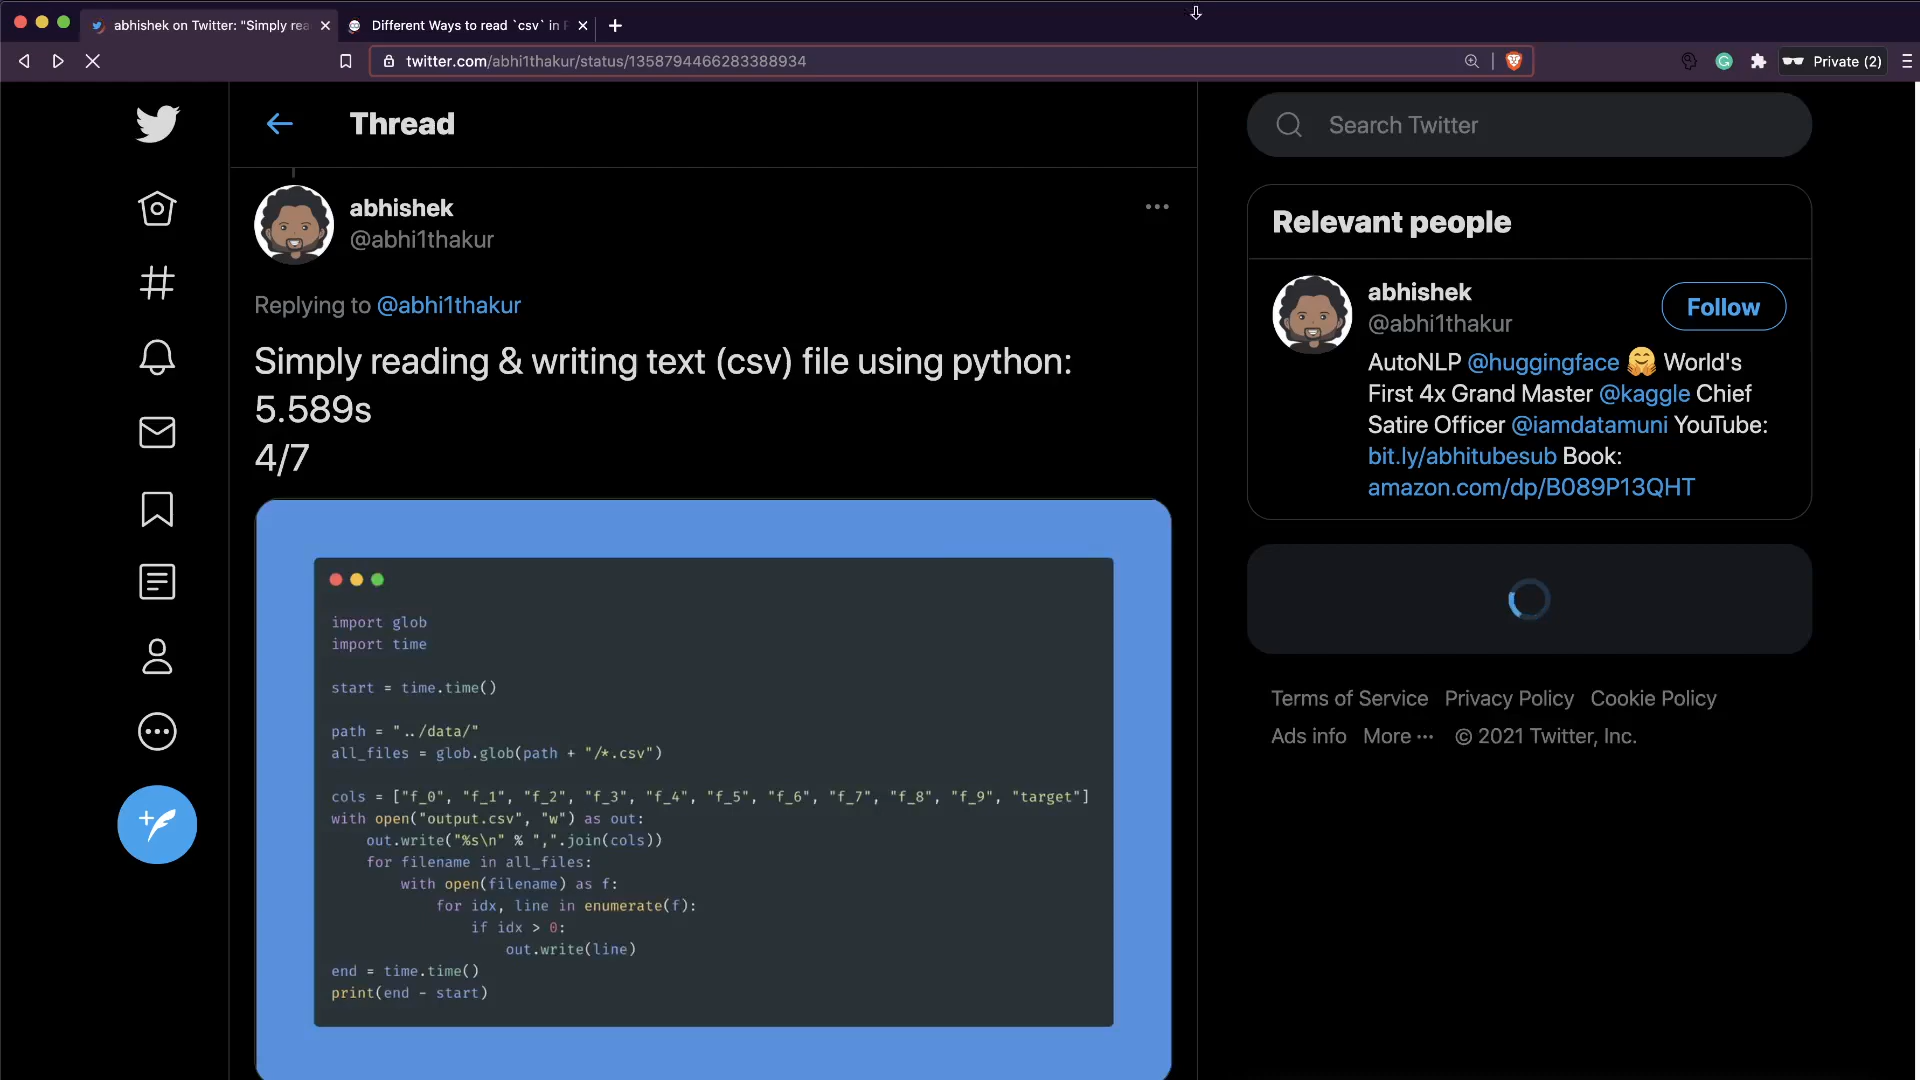 abhishek on Twitter: "Simply rea
Different Ways to read `csv` in
twitter.com/abhi1thakur/status/1358794466283388934
Private (2)
Thread
abhishek
@abhi1thakur
Replying to @abhi1thakur
Simply reading & writing text (csv) file using python:
5.589s
4/7
import glob
import time
start = time.time()
path = "../data/"
all_files = glob.glob(path + "/*.csv")
cols = ["f_0", "f_1", "f_2", "f_3", "f_4", "f_5", "f_6", "f_7", "f_8", "f_9", "target"]
with open("output.csv", "w") as out:
    out.write("%s\n" % ",".join(cols))
    for filename in all_files:
        with open(filename) as f:
            for idx, line in enumerate(f):
                if idx > 0:
                    out.write(line)
end = time.time()
print(end - start)
Search Twitter
Relevant people
abhishek
@abhi1thakur
Follow
AutoNLP @huggingface 🤗 World's
First 4x Grand Master @kaggle Chief
Satire Officer @iamdatamuni YouTube:
bit.ly/abhitubesub Book:
amazon.com/dp/B089P13QHT
Terms of Service Privacy Policy Cookie Policy
Ads info More ··· © 2021 Twitter, Inc.